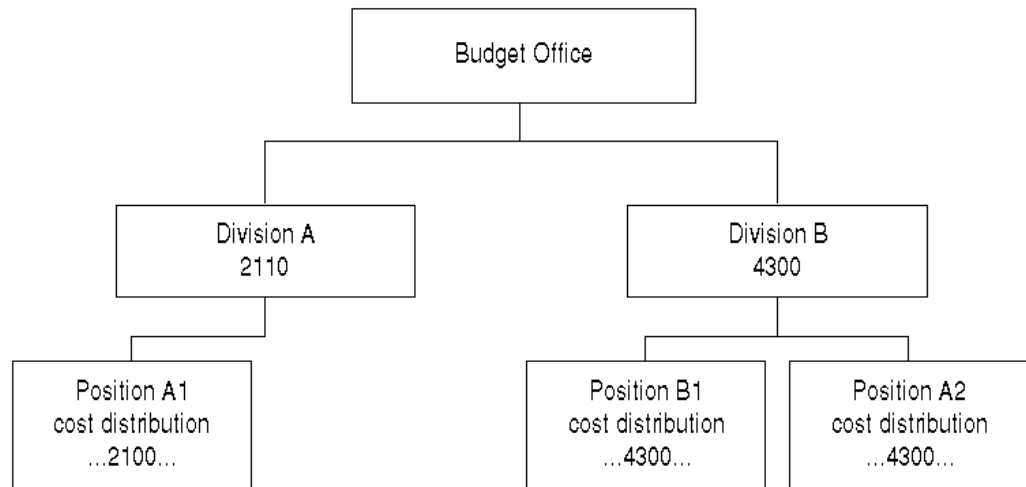 Budget Office
Division A
2110
Division B
4300
Position A1
cost distribution
...2100...
Position B1
cost distribution
...4300...
Position A2
cost distribution
...4300...